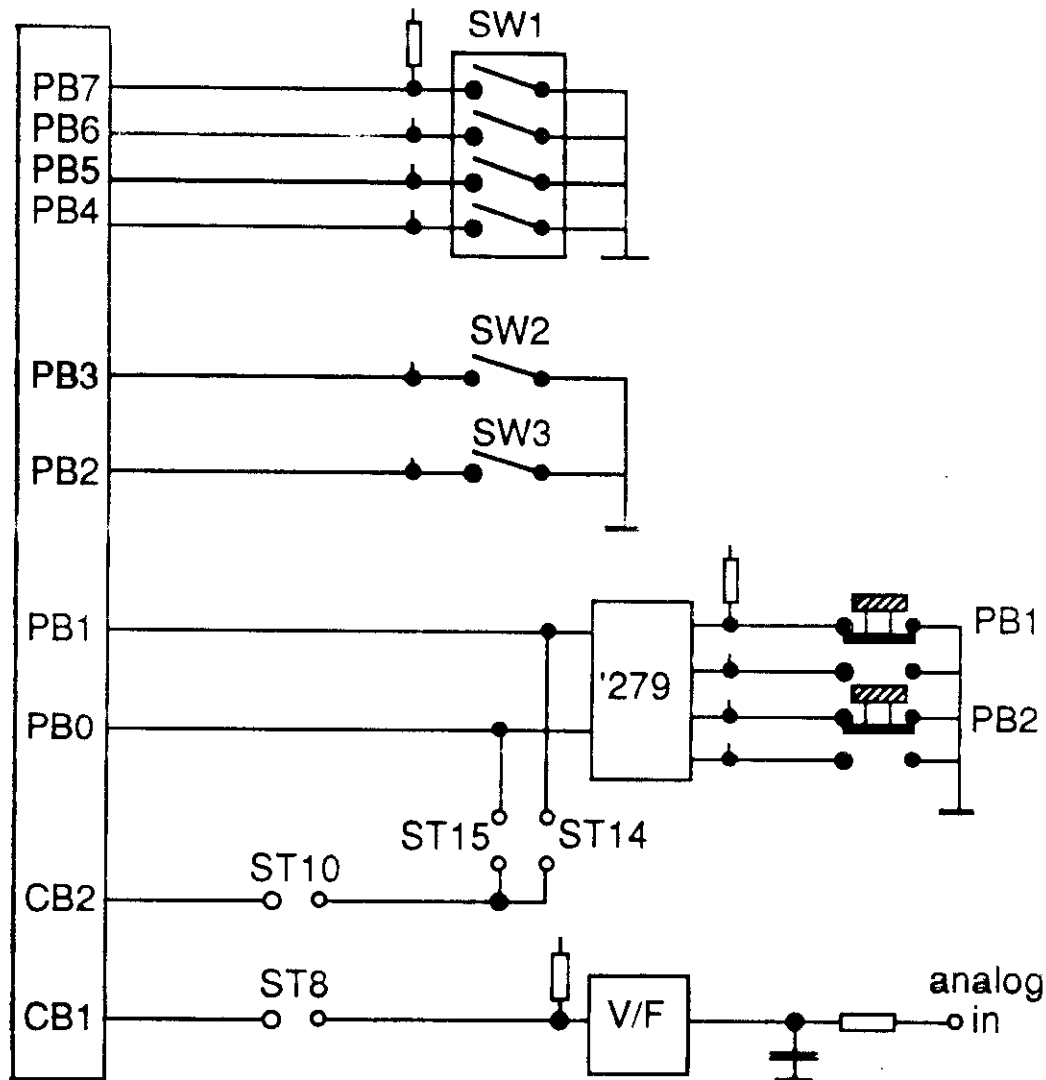 SW1
PB7
PB6
PB5
PB4
SW2
PB3
SW3
PB2
PB1
'279
PB1
PB0
PB2
ST15
ST14
ST10
CB2
ST8
analog
in
CB1
V/F